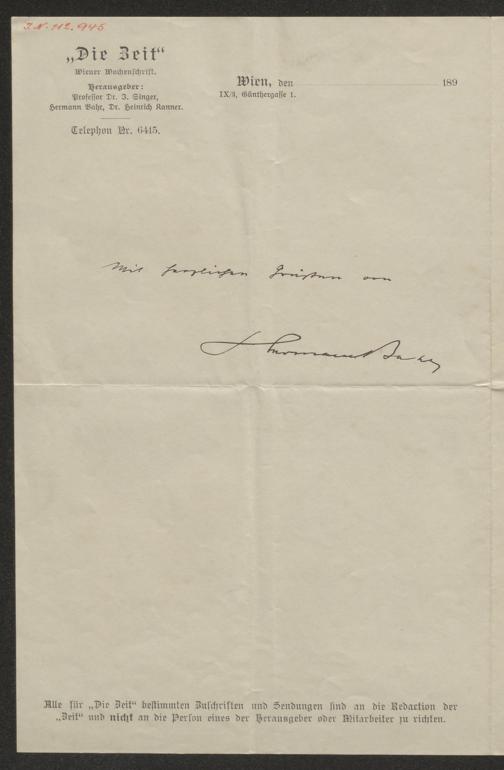 I.N. 112.945
„Die Zeit“
Wiener Wochenschrift.
Herausgeber:
Professor Dr. I. Singer,
Hermann Bahr, Dr. Heinrich Kanner.
Telephon Nr. 6415.
Wien, den 189
IX/3, Günthergasse 1.
Mit herzlichen Grüßen von
Hermann Bahr
Alle für „Die Zeit“ bestimmten Zuschriften und Sendungen sind an die Redaction der
„Zeit“ und nicht an die Person eines der Herausgeber oder Mitarbeiter zu richten.